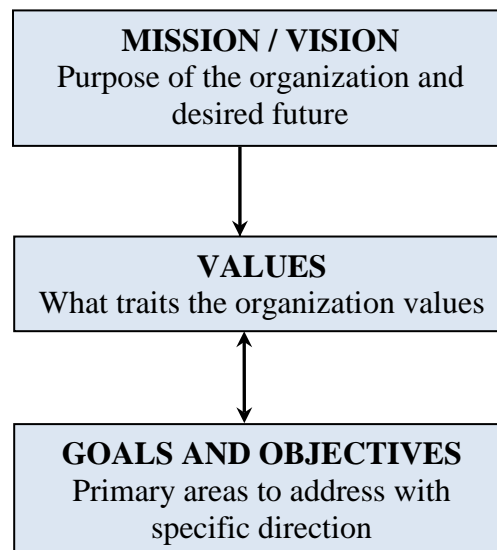 MISSION / VISION
Purpose of the organization and
desired future
VALUES
What traits the organization values
GOALS AND OBJECTIVES
Primary areas to address with
specific direction